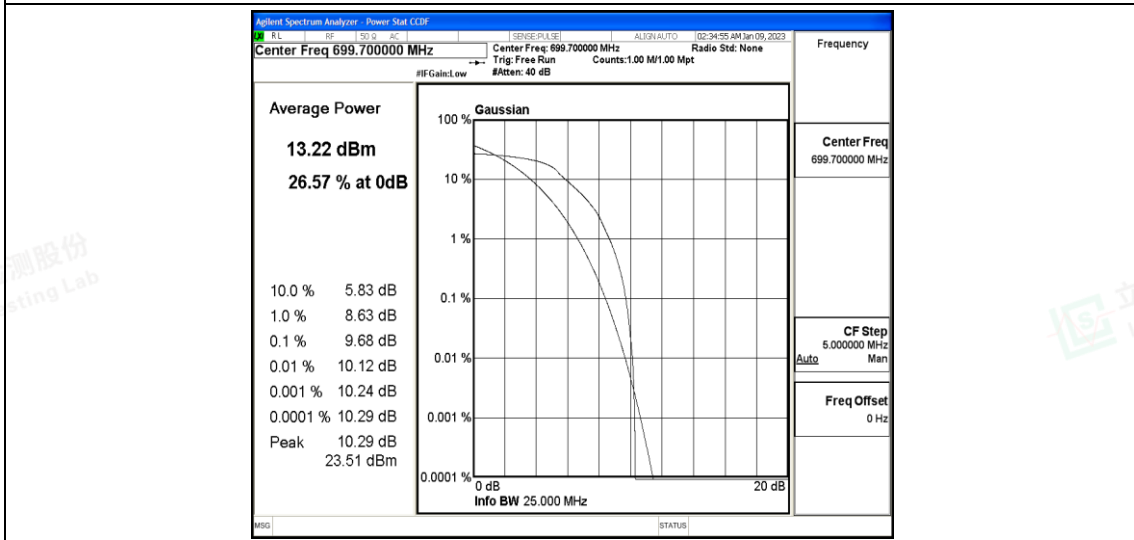 Agilent Spectrum Analyzer - Power Stat CCDF
RL RF 50 Ω AC SENSE:PULSE ALIGN AUTO 02:34:55 AM Jan 09, 2023
Center Freq 699.700000 MHz
Center Freq: 699.700000 MHz Radio Std: None
Trig: Free Run Counts:1.00 M/1.00 Mpt
#IFGain:Low #Atten: 40 dB
Frequency
Average Power
13.22 dBm
26.57 % at 0dB
10.0 % 5.83 dB
1.0 % 8.63 dB
0.1 % 9.68 dB
0.01 % 10.12 dB
0.001 % 10.24 dB
0.0001 % 10.29 dB
Peak 10.29 dB
23.51 dBm
Gaussian
100 %
10 %
1 %
0.1 %
0.01 %
0.001 %
0.0001 %
0 dB 20 dB
Info BW 25.000 MHz
Center Freq
699.700000 MHz
CF Step
5.000000 MHz
Auto Man
Freq Offset
0 Hz
MSG STATUS
测股份
sting Lab
立